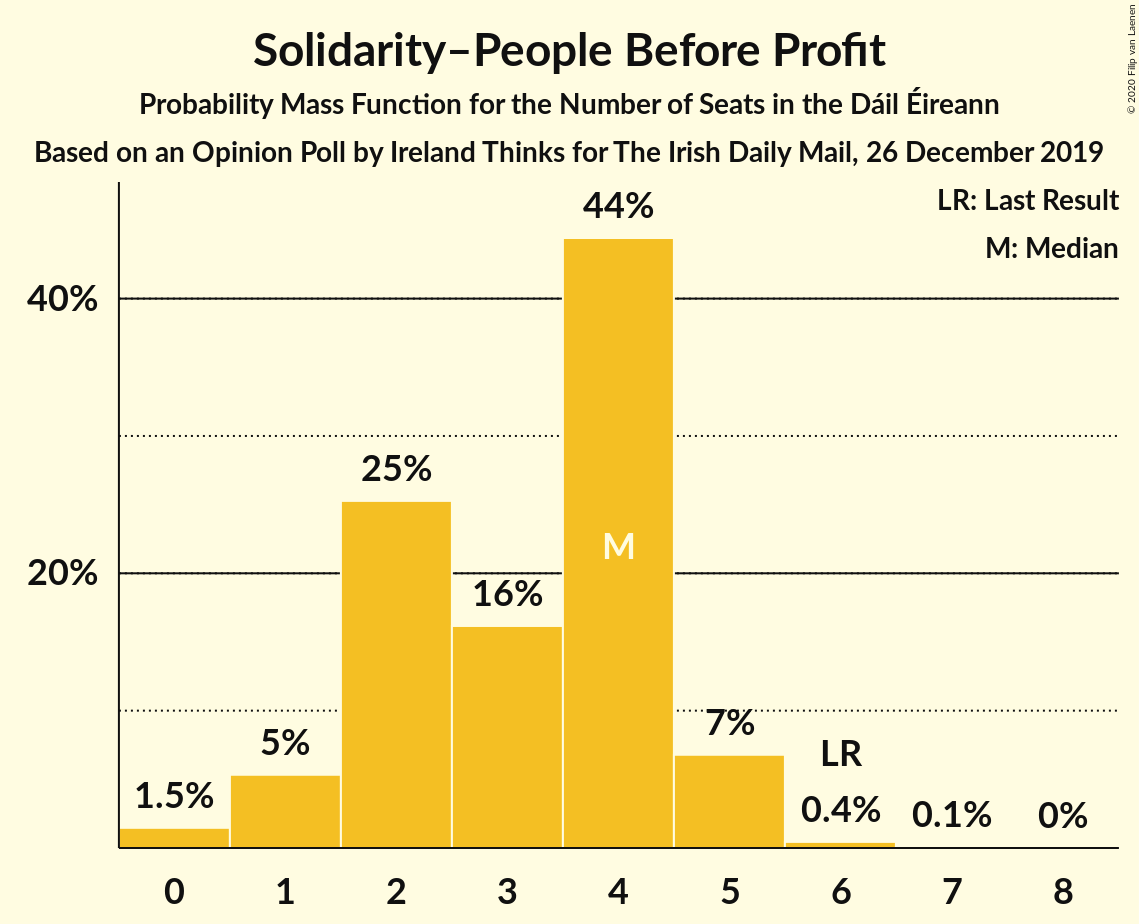 Solidarity–People Before Profit
Probability Mass Function for the Number of Seats in the Dáil Éireann
Based on an Opinion Poll by Ireland Thinks for The Irish Daily Mail, 26 December 2019
© 2020 Filip van Laenen
LR: Last Result
M: Median
44%
40%
25%
M
20%
16%
7%
5%
LR
1.5%
0.4%
0.1%
0%
0 1 2 3 4 5 6 7 8